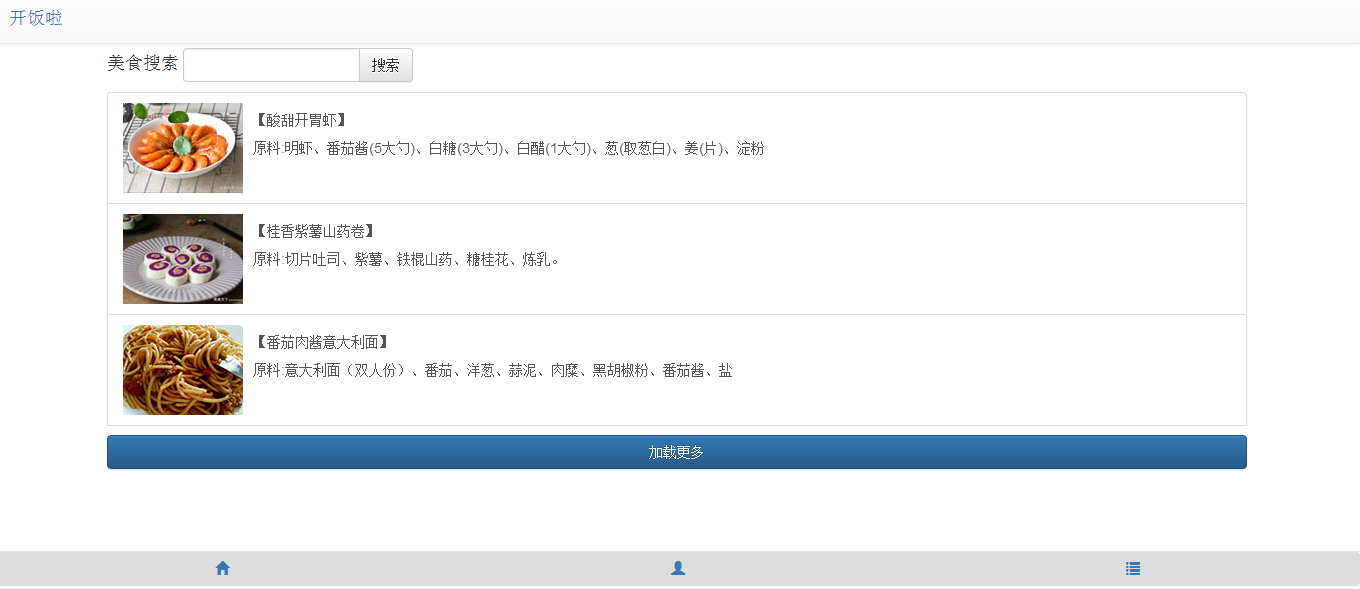 开饭啦
美食搜索 搜索
【酸甜开胃虾】
原料:明虾、番茄酱(5大勺)、白糖(3大勺)、白醋(1大勺)、葱(取葱白)、姜(片)、淀粉
【桂香紫薯山药卷】
原料:切片吐司、紫薯、铁棍山药、糖桂花、炼乳。
【番茄肉酱意大利面】
原料:意大利面（双人份）、番茄、洋葱、蒜泥、肉糜、黑胡椒粉、番茄酱、盐
加载更多